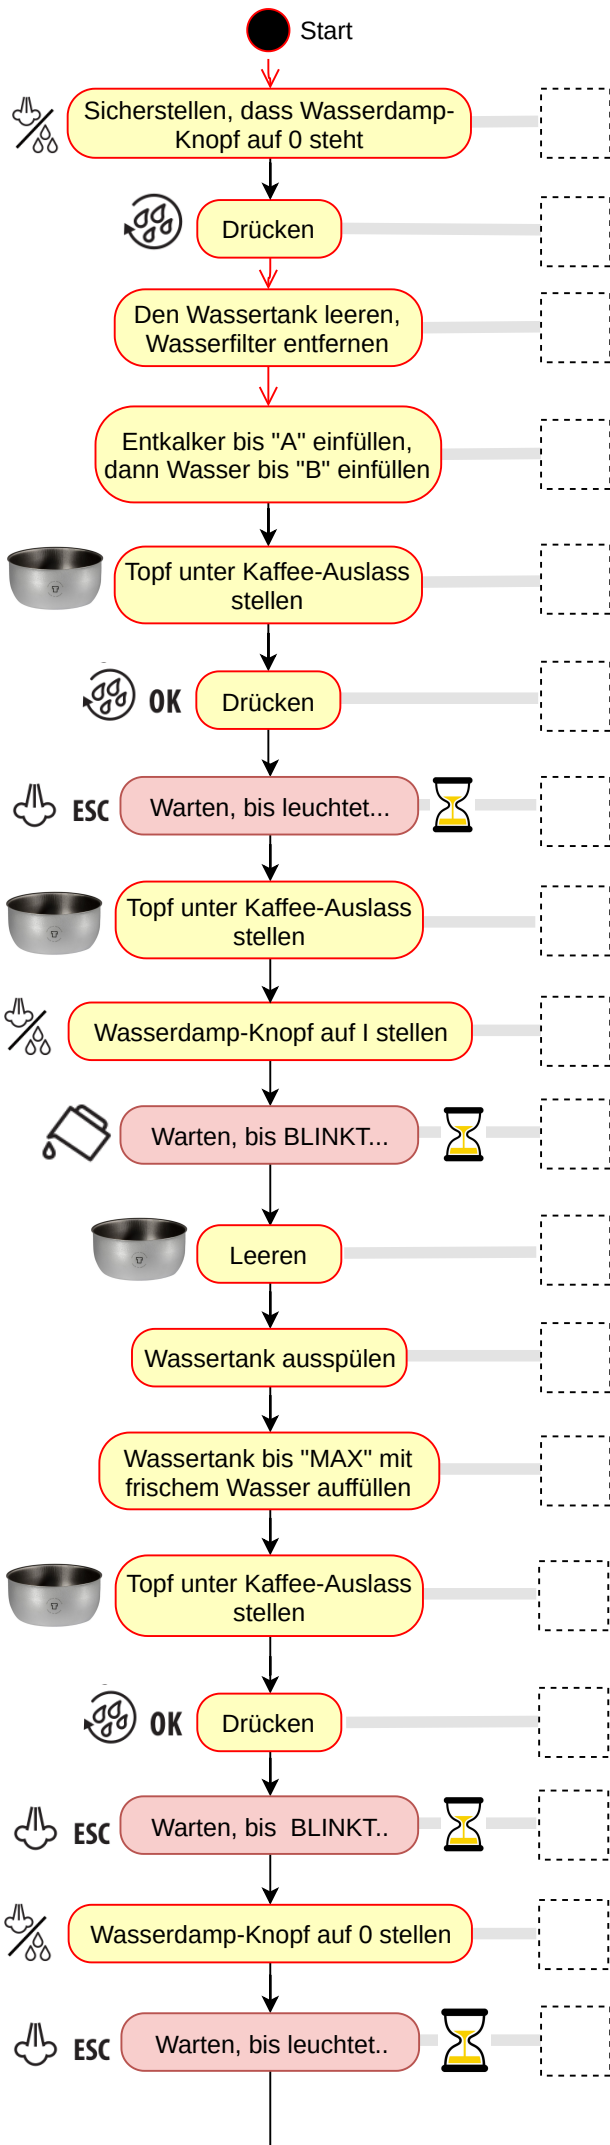 Start
Sicherstellen, dass Wasserdamp-
Knopf auf 0 steht
Drücken
Den Wassertank leeren,
Wasserfilter entfernen
Entkalker bis "A" einfüllen,
dann Wasser bis "B" einfüllen
Topf unter Kaffee-Auslass
stellen
OK Drücken
ESC Warten, bis leuchtet...
Topf unter Kaffee-Auslass
stellen
Wasserdamp-Knopf auf I stellen
Warten, bis BLINKT...
Leeren
Wassertank ausspülen
Wassertank bis "MAX" mit
frischem Wasser auffüllen
Topf unter Kaffee-Auslass
stellen
OK Drücken
ESC Warten, bis  BLINKT..
Wasserdamp-Knopf auf 0 stellen
ESC Warten, bis leuchtet..